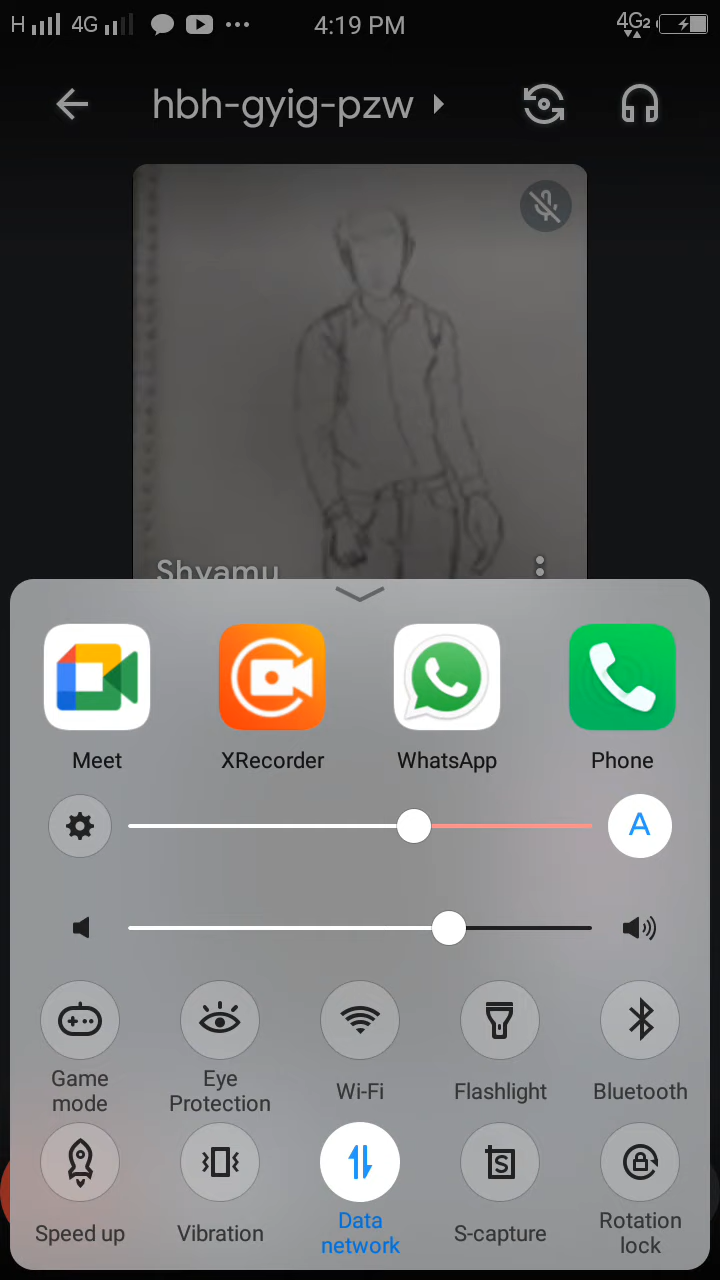 H 4G 4:19 PM 4G2
hbh-gyig-pzw
Shyamu
Meet XRecorder WhatsApp Phone
A
Game mode Eye Protection Wi-Fi Flashlight Bluetooth
Speed up Vibration Data network S-capture Rotation lock